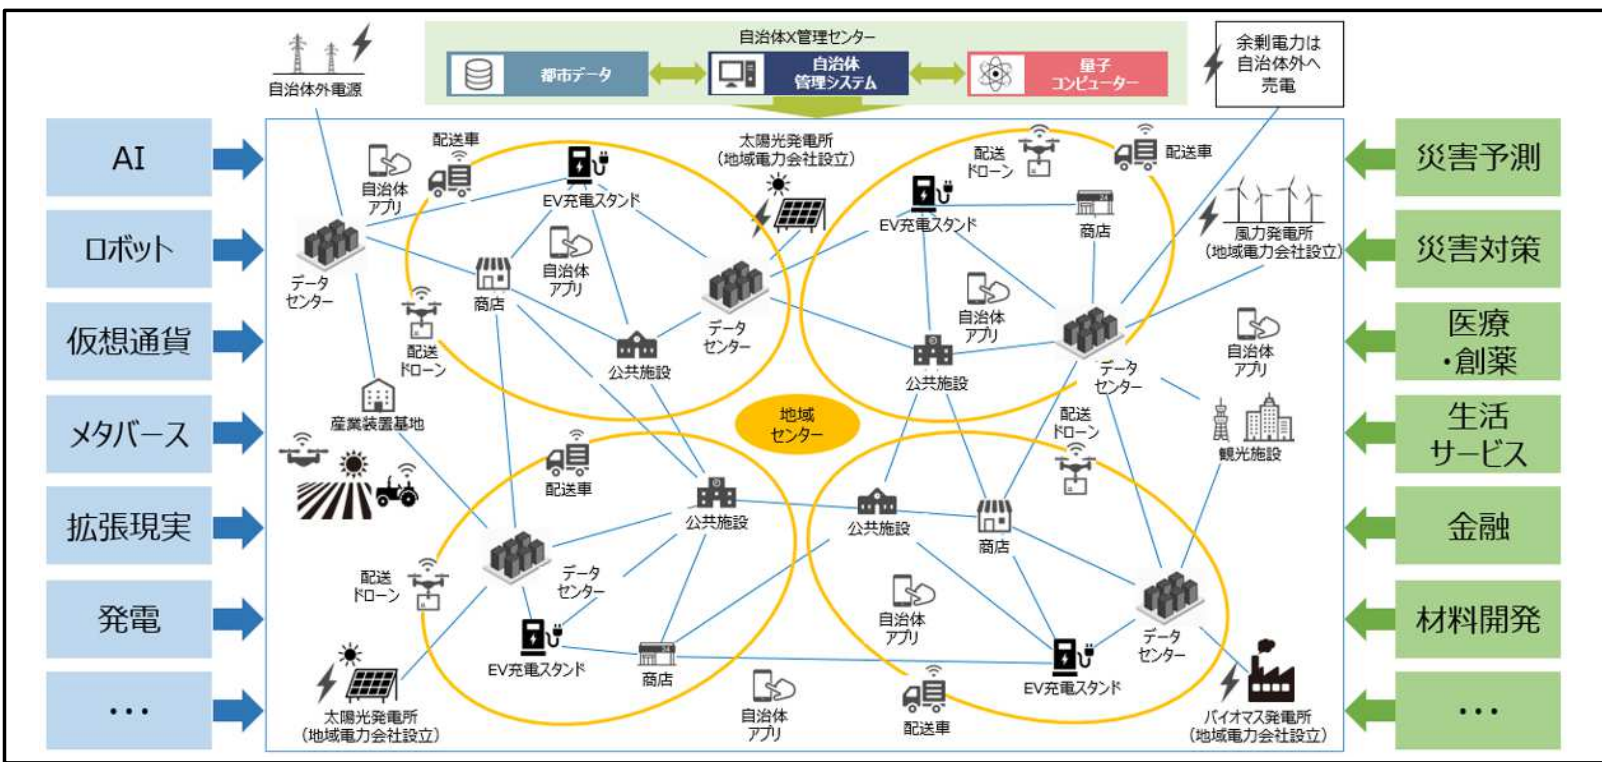 自治体X管理センター
都市データ
自治体
管理システム
量子
コンピューター
自治体外電源
余剰電力は
自治体外へ
売電
AI
ロボット
仮想通貨
メタバース
拡張現実
発電
・・・
災害予測
災害対策
医療
・創薬
生活
サービス
金融
材料開発
・・・
配送車
自治体
アプリ
EV充電スタンド
太陽光発電所
（地域電力会社設立）
データ
センター
商店
自治体
アプリ
配送
ドローン
公共施設
データ
センター
配送
ドローン
配送車
EV充電スタンド
商店
風力発電所
（地域電力会社設立）
自治体
アプリ
公共施設
データ
センター
自治体
アプリ
産業装置基地
地域
センター
配送
ドローン
観光施設
配送車
公共施設
データ
センター
配送
ドローン
EV充電スタンド
商店
太陽光発電所
（地域電力会社設立）
自治体
アプリ
公共施設
商店
自治体
アプリ
データ
センター
EV充電スタンド
配送車
バイオマス発電所
（地域電力会社設立）
24
24